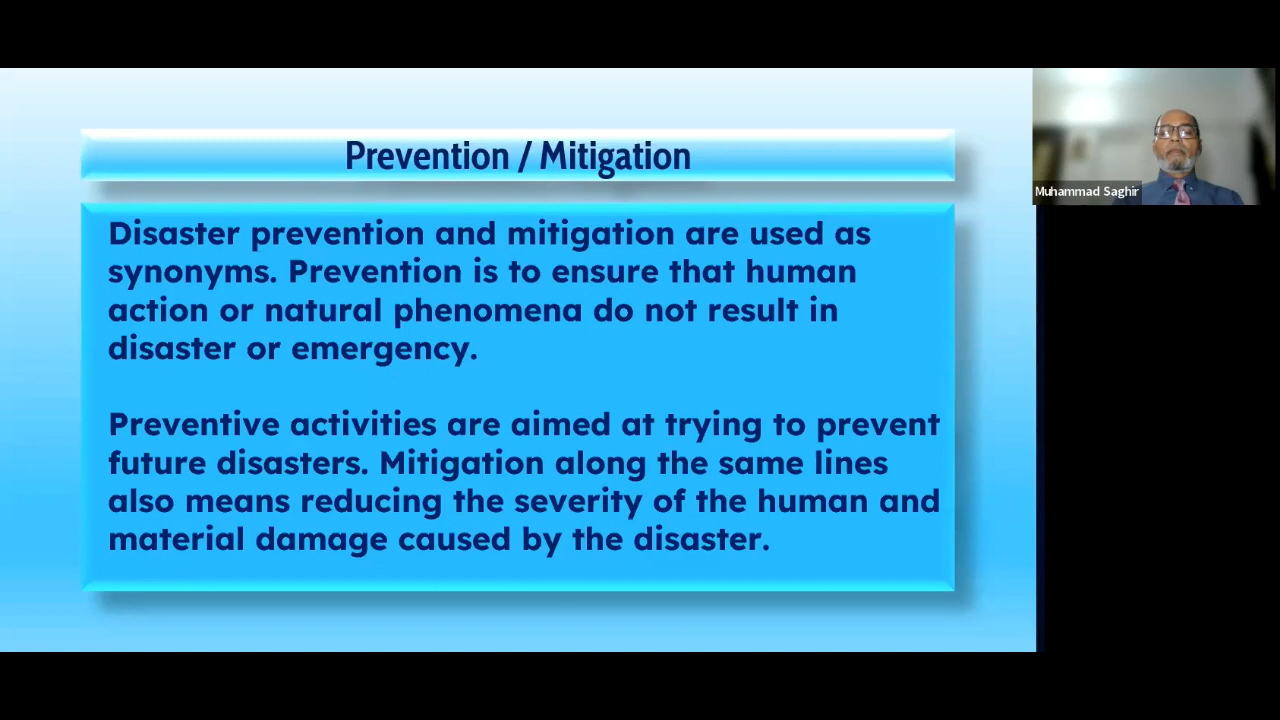 Prevention / Mitigation
Disaster prevention and mitigation are used as
synonyms. Prevention is to ensure that human
action or natural phenomena do not result in
disaster or emergency.
Preventive activities are aimed at trying to prevent
future disasters. Mitigation along the same lines
also means reducing the severity of the human and
material damage caused by the disaster.
Muhammad Saghir